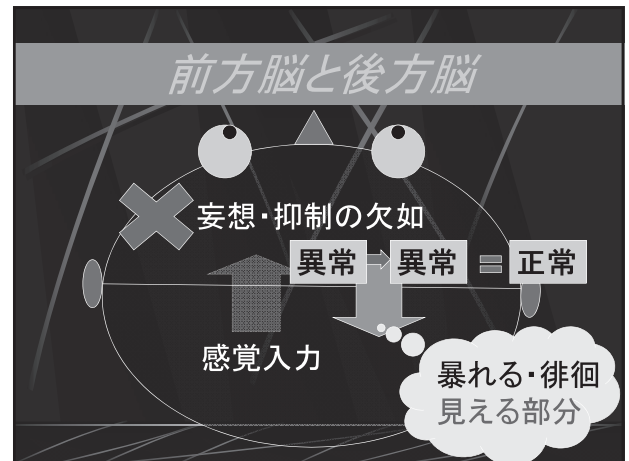 前方脳と後方脳
妄想・抑制の欠如
異常 異常 = 正常
感覚入力
暴れる・徘徊
見える部分